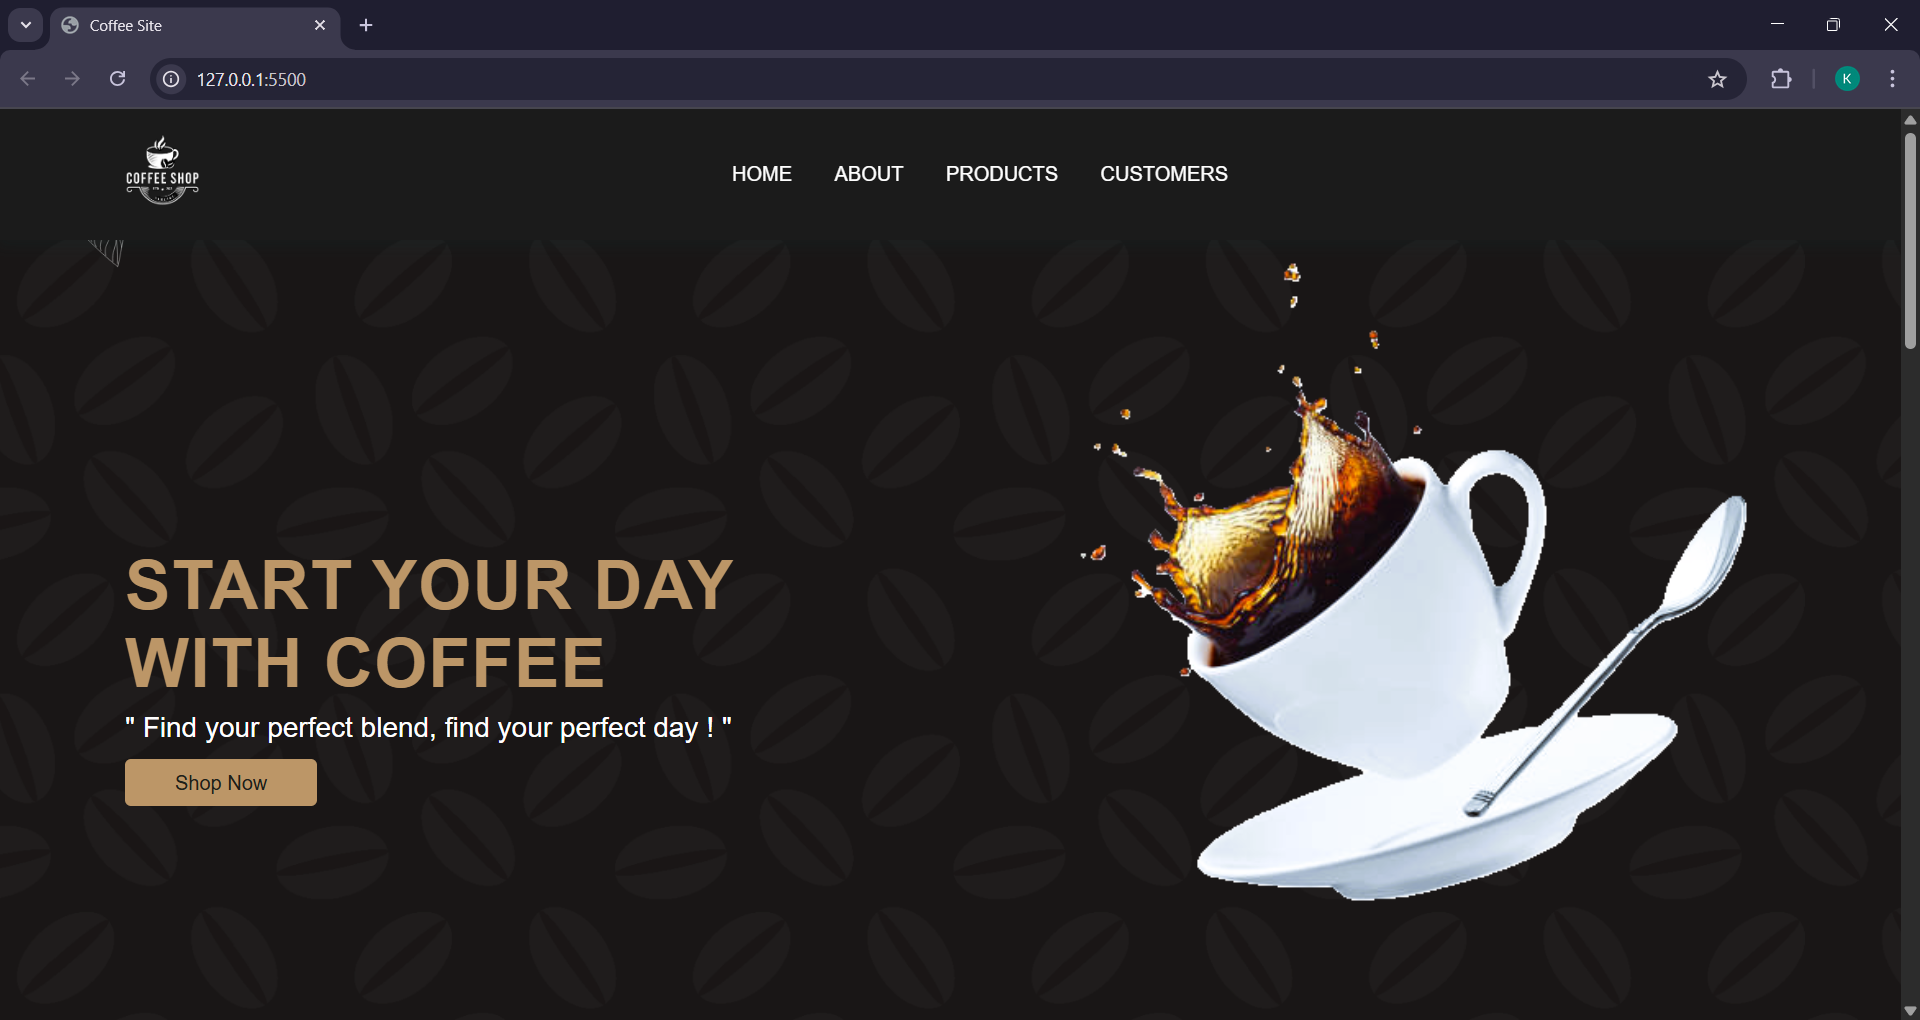 Coffee Site
127.0.0.1:5500
K
COFFEE SHOP
HOME ABOUT PRODUCTS CUSTOMERS
START YOUR DAY
WITH COFFEE
" Find your perfect blend, find your perfect day ! "
Shop Now